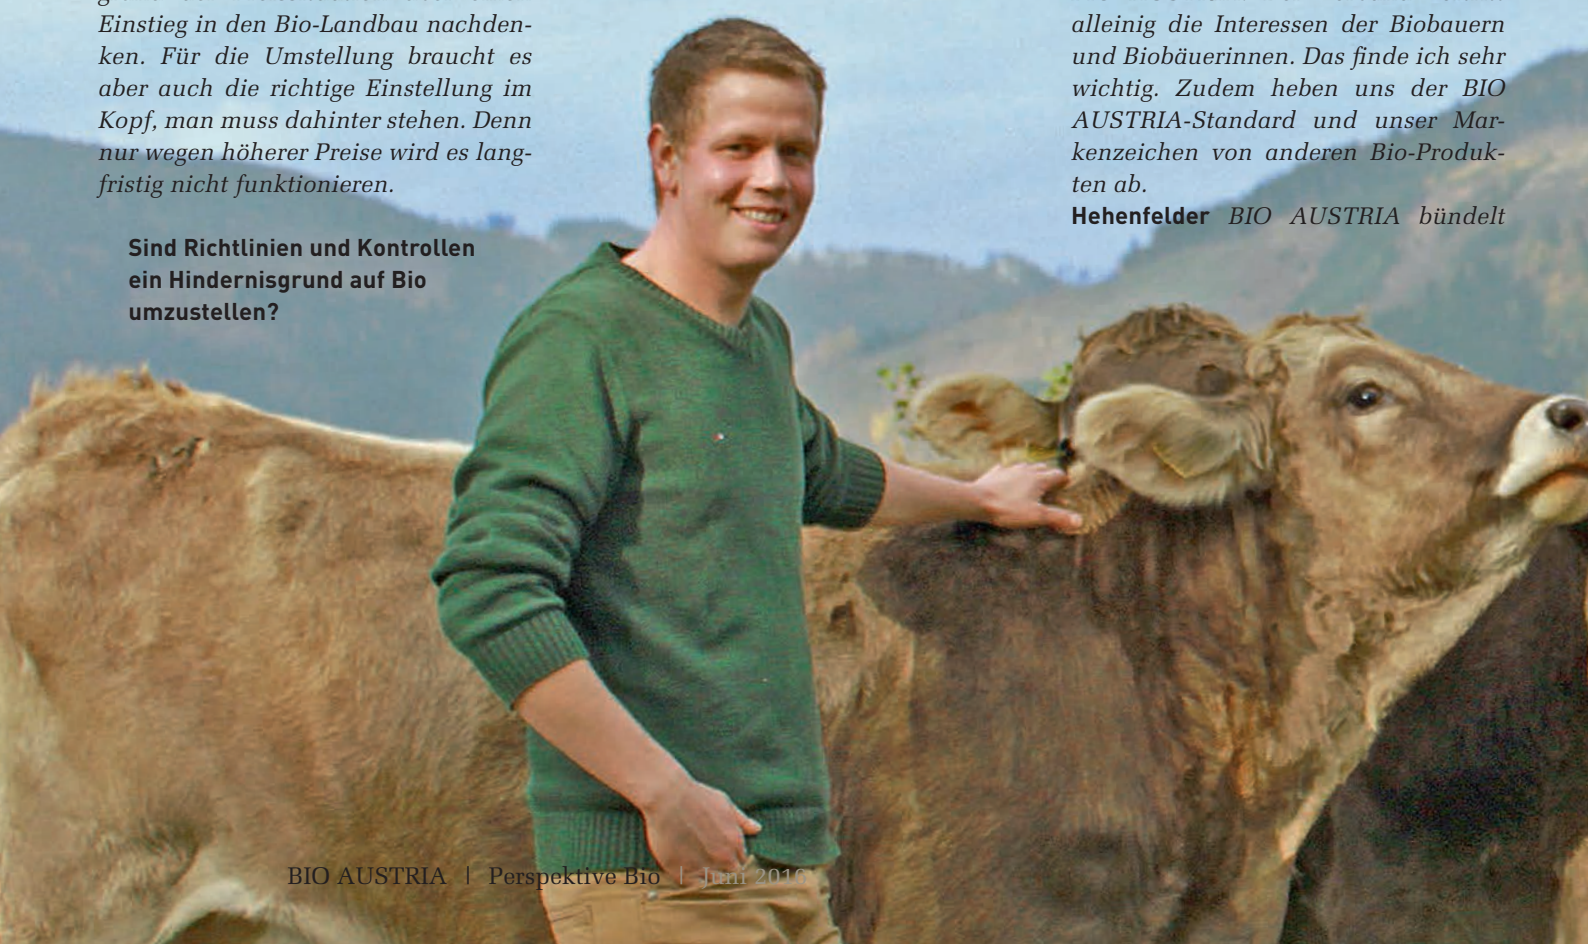 Einstieg in den Bio-Landbau nachden-
ken. Für die Umstellung braucht es
aber auch die richtige Einstellung im
Kopf, man muss dahinter stehen. Denn
nur wegen höherer Preise wird es lang-
fristig nicht funktionieren.
Sind Richtlinien und Kontrollen
ein Hindernisgrund auf Bio
umzustellen?
alleinig die Interessen der Biobauern
und Biobäuerinnen. Das finde ich sehr
wichtig. Zudem heben uns der BIO
AUSTRIA-Standard und unser Mar-
kenzeichen von anderen Bio-Produk-
ten ab.
Hehenfelder BIO AUSTRIA bündelt
BIO AUSTRIA | Perspektive Bio | Juni